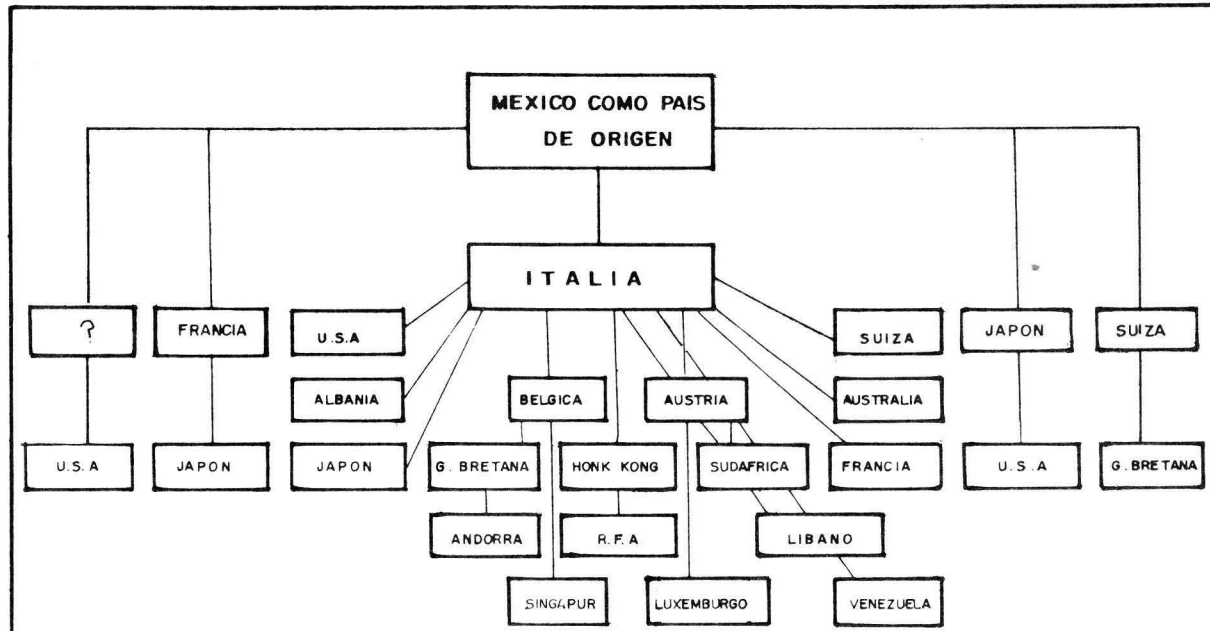 MEXICO COMO PAIS
DE ORIGEN
ITALIA
?
FRANCIA
U.S.A
SUIZA
JAPON
SUIZA
ALBANIA
BELGICA
AUSTRIA
AUSTRALIA
U.S.A
JAPON
JAPON
G. BRETANA
HONK KONG
SUDAFRICA
FRANCIA
U.S.A
G. BRETANA
ANDORRA
R.F.A
LIBANO
SINGAPUR
LUXEMBURGO
VENEZUELA